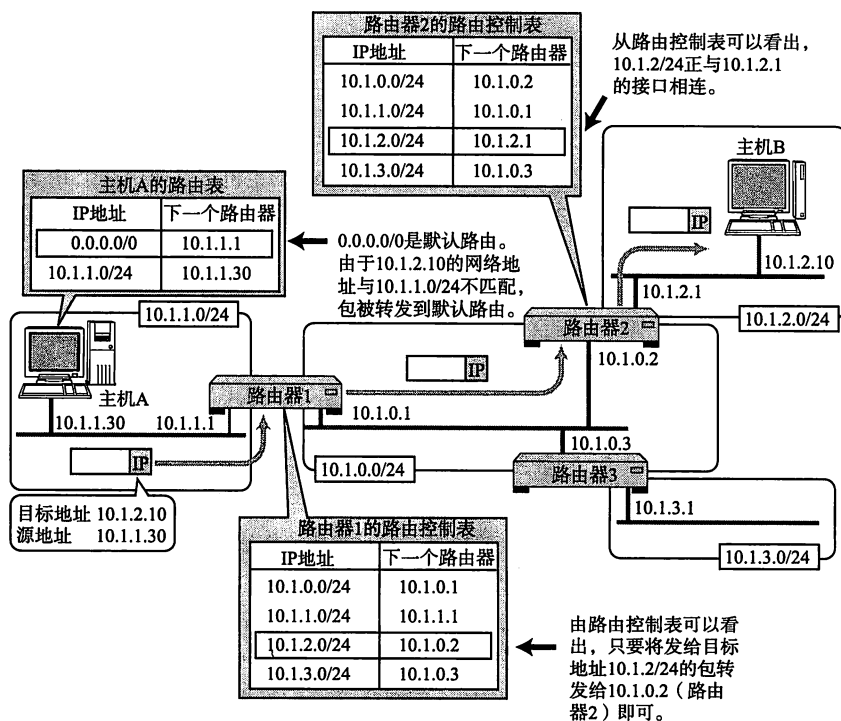 路由器2的路由控制表
IP地址 下一个路由器
10.1.0.0/24 10.1.0.2
10.1.1.0/24 10.1.0.1
10.1.2.0/24 10.1.2.1
10.1.3.0/24 10.1.0.3
从路由控制表可以看出，
10.1.2/24正与10.1.2.1
的接口相连。
主机B
IP
10.1.2.10
10.1.2.1
10.1.2.0/24
主机A的路由表
IP地址 下一个路由器
0.0.0.0/0 10.1.1.1
10.1.1.0/24 10.1.1.30
0.0.0.0/0是默认路由。
由于10.1.2.10的网络地
址与10.1.1.0/24不匹配，
包被转发到默认路由。
10.1.1.0/24
路由器2
10.1.0.2
IP
主机A
路由器1
10.1.0.1
10.1.1.30 10.1.1.1
10.1.0.3
IP
10.1.0.0/24
路由器3
目标地址 10.1.2.10
源地址 10.1.1.30
10.1.3.1
10.1.3.0/24
路由器1的路由控制表
IP地址 下一个路由器
10.1.0.0/24 10.1.0.1
10.1.1.0/24 10.1.1.1
10.1.2.0/24 10.1.0.2
10.1.3.0/24 10.1.0.3
由路由控制表可以看
出，只要将发给目标
地址10.1.2/24的包转
发给10.1.0.2（路由
器2）即可。